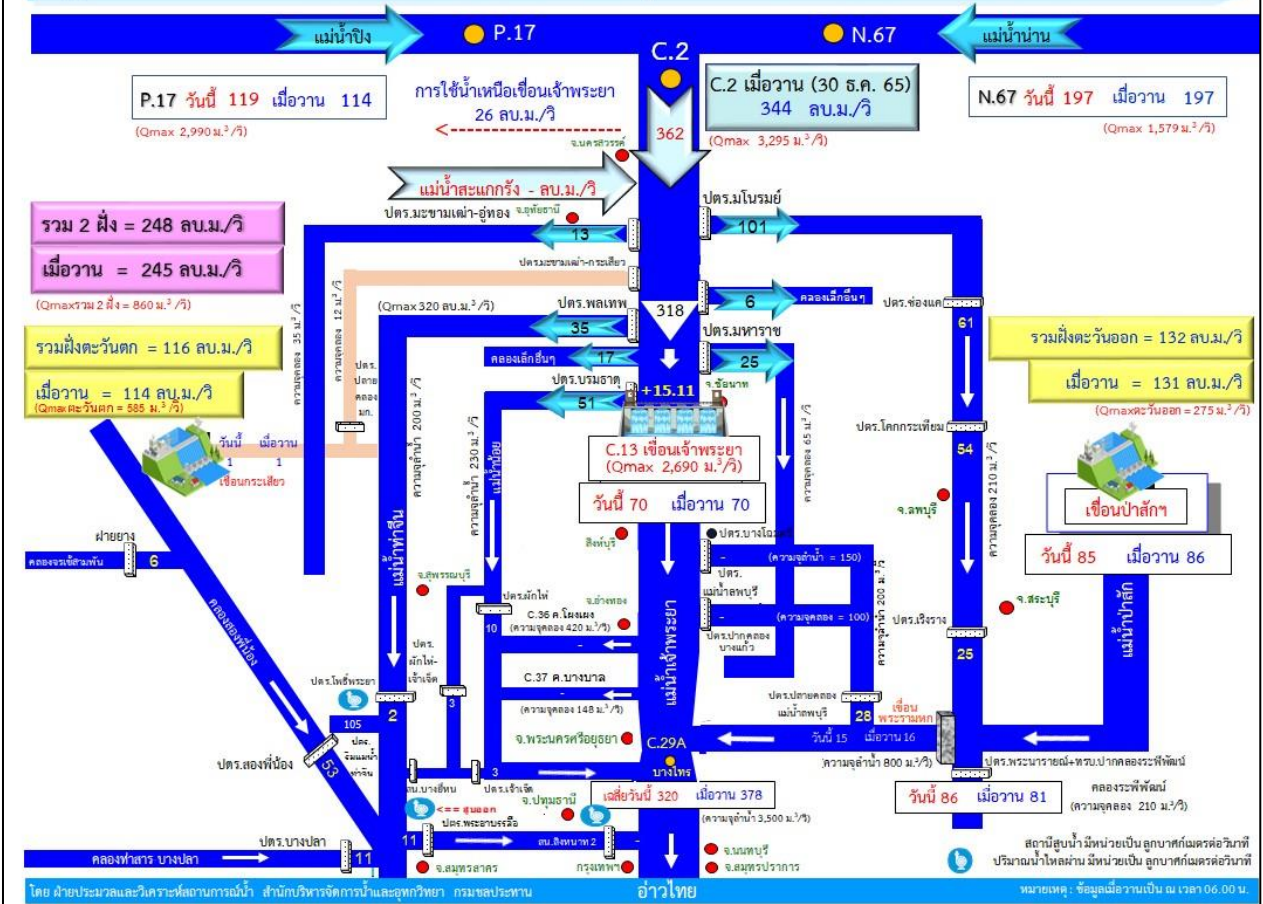 แม่น้ำปิง
P.17
N.67
แม่น้ำน่าน
C.2
P.17 วันนี้ 119 เมื่อวาน 114
(Qmax 2,990 ม.³/วิ)
การใช้น้ำเหนือเขื่อนเจ้าพระยา
26 ลบ.ม./วิ
จ.นครสวรรค์
362
C.2 เมื่อวาน (30 ธ.ค. 65)
344 ลบ.ม./วิ
(Qmax 3,295 ม.³/วิ)
N.67 วันนี้ 197 เมื่อวาน 197
(Qmax 1,579 ม.³/วิ)
แม่น้ำสะแกกรัง - ลบ.ม./วิ
รวม 2 ฝั่ง = 248 ลบ.ม./วิ
เมื่อวาน = 245 ลบ.ม./วิ
(Qmaxรวม 2 ฝั่ง = 860 ม.³/วิ)
รวมฝั่งตะวันตก = 116 ลบ.ม./วิ
เมื่อวาน = 114 ลบ.ม./วิ
(Qmaxตะวันตก = 585 ม.³/วิ)
ปตร.มะขามเฒ่า-อู่ทอง จ.อุทัยธานี
13
ปตร.มะขามเฒ่า-กระเสียว
(Qmax 320 ลบ.ม./วิ)
ปตร.พลเทพ
35
คลองเล็กอื่นๆ
17
ปตร.บรมธาตุ
51
ปตร.มโนรมย์
101
6
คลองเล็กอื่น ๆ
318
ปตร.มหาราช
25
จ.ชัยนาท
+15.11
ปตร.ช่องแค
61
รวมฝั่งตะวันออก = 132 ลบ.ม./วิ
เมื่อวาน = 131 ลบ.ม./วิ
(Qmaxตะวันออก = 275 ม.³/วิ)
ความจุคลอง 35 ม³/วิ
ความจุคลอง 12 ม³/วิ
ปตร.
ปลาย
คลอง
มก.
ความจุลำน้ำ 200 ม.³/วิ
ความจุลำน้ำ 230 ม.³/วิ
แม่น้ำน้อย
วันนี้ เมื่อวาน
1 1
เขื่อนกระเสียว
C.13 เขื่อนเจ้าพระยา
(Qmax 2,690 ม.³/วิ)
วันนี้ 70 เมื่อวาน 70
ความจุคลอง 65 ม.³/วิ
ปตร.โคกกระเทียม
54
ความจุคลอง 210 ม.³/วิ
จ.ลพบุรี
เขื่อนป่าสักฯ
วันนี้ 85 เมื่อวาน 86
แม่น้ำป่าสัก
จ.สระบุรี
ฝายยาง
คลองจรเข้สามพัน
6
คลองสองพี่น้อง
แม่น้ำท่าจีน
จ.สุพรรณบุรี
สิงห์บุรี
ปตร.บางโฉมศรี
- (ความจุลำน้ำ = 150)
ปตร.
แม่น้ำลพบุรี
- (ความจุคลอง = 100)
ปตร.ปากคลอง
บางแก้ว
ความจุลำน้ำ 200 ม.³/วิ
ปตร.เริงราง
25
ปตร.ผักไห่
10
จ.อ่างทอง
C.36 ค.โผงเผง
(ความจุคลอง 420 ม.³/วิ)
-
C.37 ค.บางบาล
-
(ความจุคลอง 148 ม.³/วิ)
แม่น้ำเจ้าพระยา
ปตร.
ผักไห่-
เจ้าเจ็ด
3
ปตร.โพธิ์พระยา
2
105
ปตร.สองพี่น้อง
53
ปตร.ปลายคลอง
แม่น้ำลพบุรี
28
เขื่อน
พระรามหก
วันนี้ 15 เมื่อวาน 16
(ความจุลำน้ำ 800 ม.³/วิ)
จ.พระนครศรีอยุธยา
C.29A
บางไทร
3
ปตร.เจ้าเจ็ด
ปตร.พระนารายณ์+ทรบ.ปากคลองระพีพัฒน์
วันนี้ 86 เมื่อวาน 81
คลองระพีพัฒน์
(ความจุคลอง 210 ม.³/วิ)
เฉลี่ยวันนี้ 320 เมื่อวาน 378
(ความจุลำน้ำ 3,500 ม.³/วิ)
จ.ปทุมธานี
<== สูบออก
11
ปตร.พระยาบรรลือ
สน.สิงหนาท 2
-
ปตร.บางปลา
คลองท่าสาร บางปลา
11
จ.สมุทรสาคร
กรุงเทพฯ
จ.นนทบุรี
จ.สมุทรปราการ
สถานีสูบน้ำ มีหน่วยเป็น ลูกบาศก์เมตรต่อวินาที
ปริมาณน้ำไหลผ่าน มีหน่วยเป็น ลูกบาศก์เมตรต่อวินาที
โดย ฝ่ายประมวลและวิเคราะห์สถานการณ์น้ำ สำนักบริหารจัดการน้ำและอุทกวิทยา กรมชลประทาน
อ่าวไทย
หมายเหตุ : ข้อมูลเมื่อวานเป็น ณ เวลา 06.00 น.